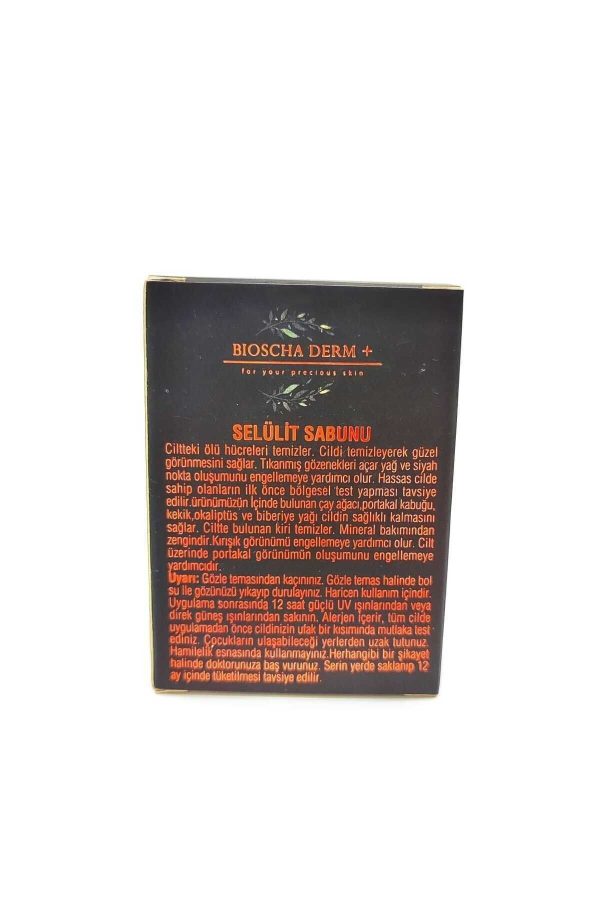 BIOSCHA DERM +
for your precious skin
SELÜLİT SABUNU
Ciltteki ölü hücreleri temizler. Cildi temizleyerek güzel
görünmesini sağlar. Tıkanmış gözenekleri açar yağ ve siyah
nokta oluşumunu engellemeye yardımcı olur. Hassas cilde
sahip olanların ilk önce bölgesel test yapması tavsiye
edilir.ürünümüzün İçinde bulunan çay ağacı,portakal kabuğu,
kekik,okaliptüs ve biberiye yağı cildin sağlıklı kalmasını
sağlar. Ciltte bulunan kiri temizler. Mineral bakımından
zengindir.Kırışık görünümü engellemeye yardımcı olur. Cilt
üzerinde portakal görünümün oluşumunu engellemeye
yardımcıdır.
Uyarı: Gözle temasından kaçınınız. Gözle temas halinde bol
su ile gözünüzü yıkayıp durulayınız. Haricen kullanım içindir.
Uygulama sonrasında 12 saat güçlü UV ışınlarından veya
direk güneş ışınlarından sakının. Alerjen içerir, tüm cilde
uygulamadan önce cildinizin ufak bir kısımında mutlaka test
ediniz. Çocukların ulaşabileceği yerlerden uzak tutunuz.
Hamilelik esnasında kullanmayınız.Herhangibi bir şikayet
halinde doktorunuza baş vurunuz. Serin yerde saklanıp 12
ay içinde tüketilmesi tavsiye edilir.